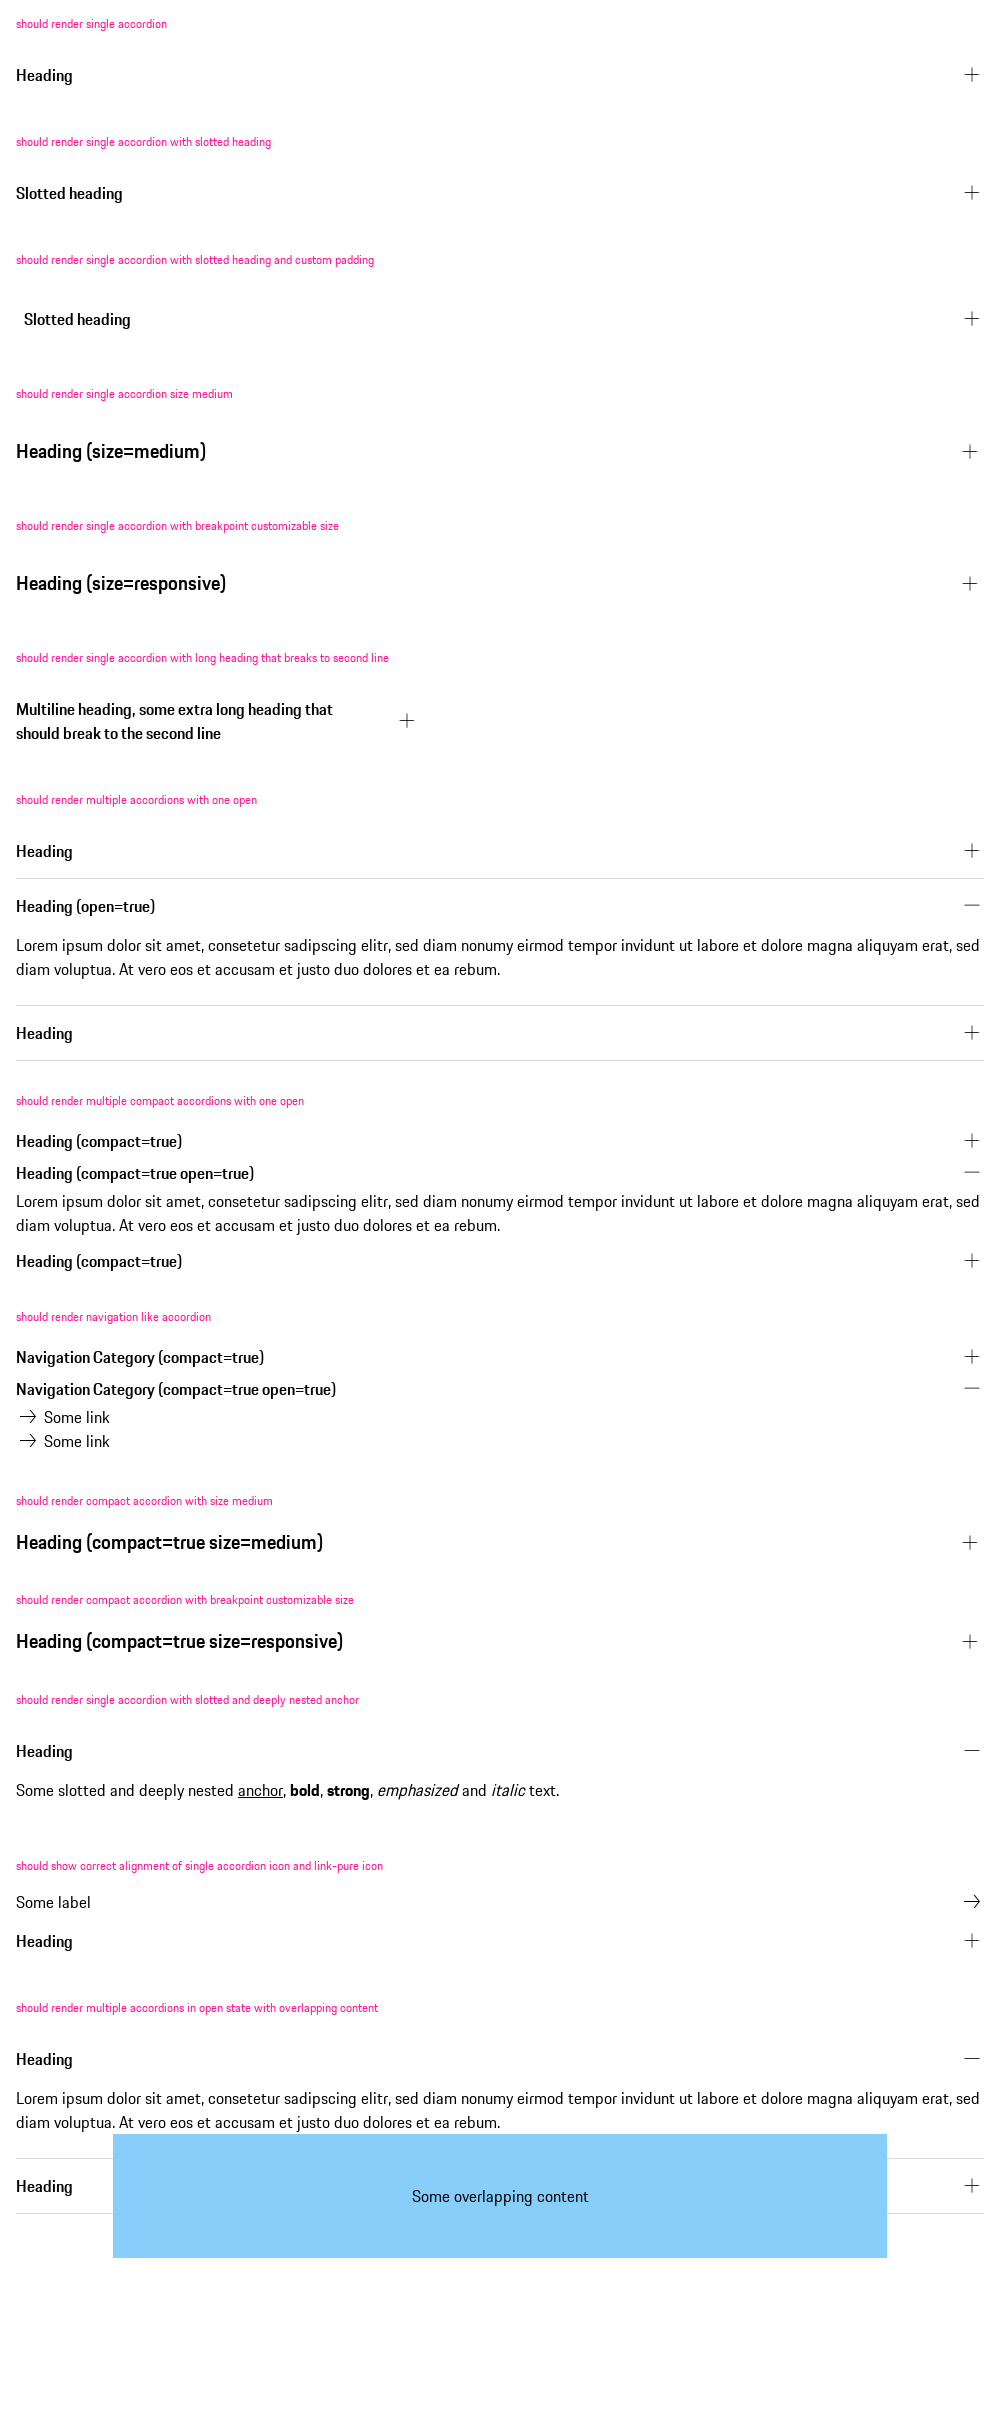 should render single accordion
Heading
should render single accordion with slotted heading
Slotted heading
should render single accordion with slotted heading and custom padding
Slotted heading
should render single accordion size medium
Heading (size=medium)
should render single accordion with breakpoint customizable size
Heading (size=responsive)
should render single accordion with long heading that breaks to second line
Multiline heading, some extra long heading that
should break to the second line
should render multiple accordions with one open
Heading
Heading (open=true)
Lorem ipsum dolor sit amet, consetetur sadipscing elitr, sed diam nonumy eirmod tempor invidunt ut labore et dolore magna aliquyam erat, sed
diam voluptua. At vero eos et accusam et justo duo dolores et ea rebum.
Heading
should render multiple compact accordions with one open
Heading (compact=true)
Heading (compact=true open=true)
Lorem ipsum dolor sit amet, consetetur sadipscing elitr, sed diam nonumy eirmod tempor invidunt ut labore et dolore magna aliquyam erat, sed
diam voluptua. At vero eos et accusam et justo duo dolores et ea rebum.
Heading (compact=true)
should render navigation like accordion
Navigation Category (compact=true)
Navigation Category (compact=true open=true)
Some link
Some link
should render compact accordion with size medium
Heading (compact=true size=medium)
should render compact accordion with breakpoint customizable size
Heading (compact=true size=responsive)
should render single accordion with slotted and deeply nested anchor
Heading
Some slotted and deeply nested anchor, bold, strong, emphasized and italic text.
should show correct alignment of single accordion icon and link-pure icon
Some label
Heading
should render multiple accordions in open state with overlapping content
Heading
Lorem ipsum dolor sit amet, consetetur sadipscing elitr, sed diam nonumy eirmod tempor invidunt ut labore et dolore magna aliquyam erat, sed
diam voluptua. At vero eos et accusam et justo duo dolores et ea rebum.
Heading
Some overlapping content